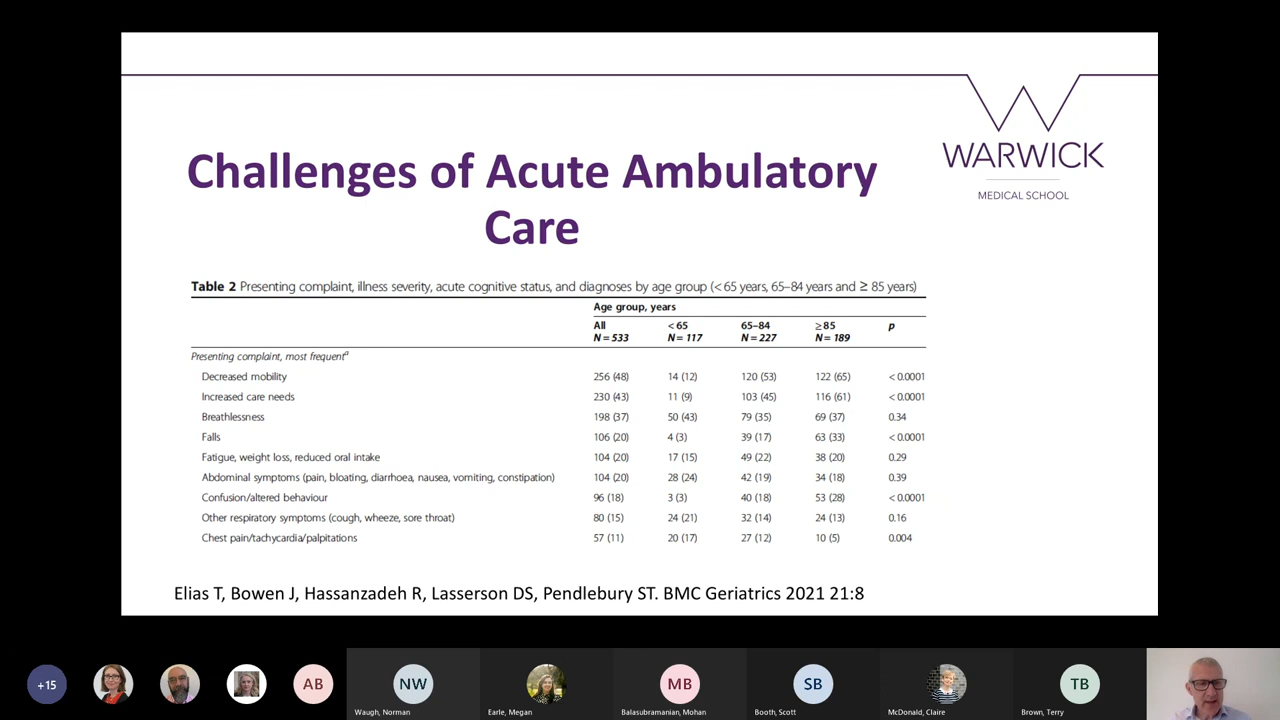 WARWICK
MEDICAL SCHOOL
Challenges of Acute Ambulatory
Care
Table 2 Presenting complaint, illness severity, acute cognitive status, and diagnoses by age group (< 65 years, 65–84 years and ≥ 85 years)
Age group, years
All < 65 65–84 ≥ 85 p
N = 533 N = 117 N = 227 N = 189
Presenting complaint, most frequentª
Decreased mobility 256 (48) 14 (12) 120 (53) 122 (65) < 0.0001
Increased care needs 230 (43) 11 (9) 103 (45) 116 (61) < 0.0001
Breathlessness 198 (37) 50 (43) 79 (35) 69 (37) 0.34
Falls 106 (20) 4 (3) 39 (17) 63 (33) < 0.0001
Fatigue, weight loss, reduced oral intake 104 (20) 17 (15) 49 (22) 38 (20) 0.29
Abdominal symptoms (pain, bloating, diarrhoea, nausea, vomiting, constipation) 104 (20) 28 (24) 42 (19) 34 (18) 0.39
Confusion/altered behaviour 96 (18) 3 (3) 40 (18) 53 (28) < 0.0001
Other respiratory symptoms (cough, wheeze, sore throat) 80 (15) 24 (21) 32 (14) 24 (13) 0.16
Chest pain/tachycardia/palpitations 57 (11) 20 (17) 27 (12) 10 (5) 0.004
Elias T, Bowen J, Hassanzadeh R, Lasserson DS, Pendlebury ST. BMC Geriatrics 2021 21:8
+15 AB NW MB SB TB
Waugh, Norman Earle, Megan Balasubramanian, Mohan Booth, Scott McDonald, Claire Brown, Terry